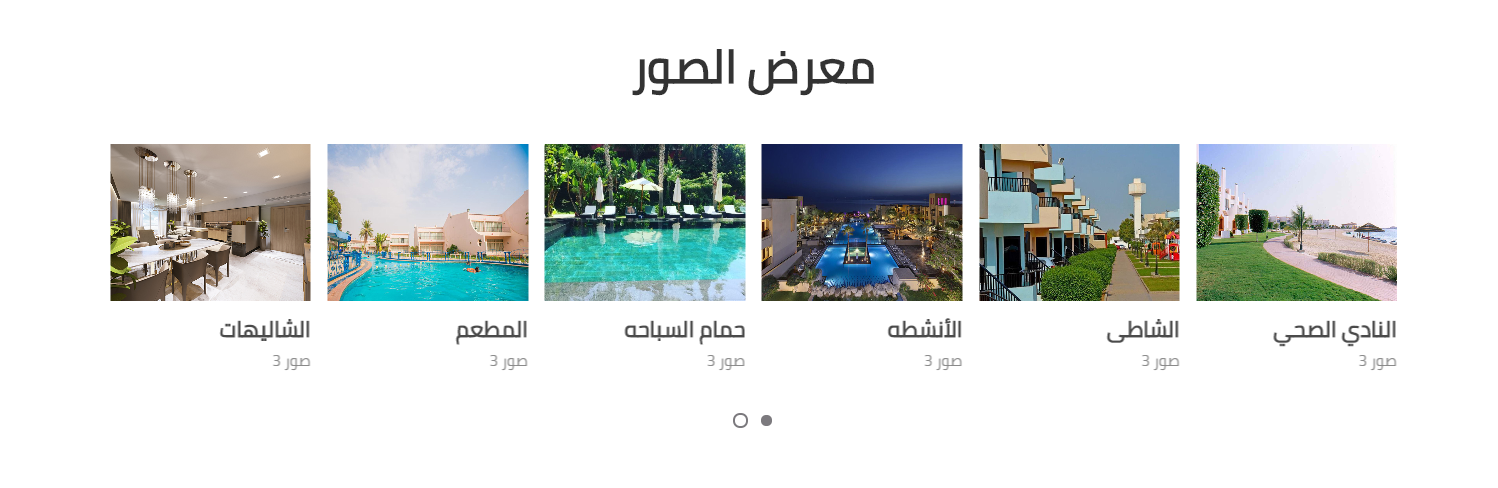 معرض الصور
النادي الصحي
صور 3
الشاطى
صور 3
الأنشطه
صور 3
حمام السباحه
صور 3
المطعم
صور 3
الشاليهات
صور 3